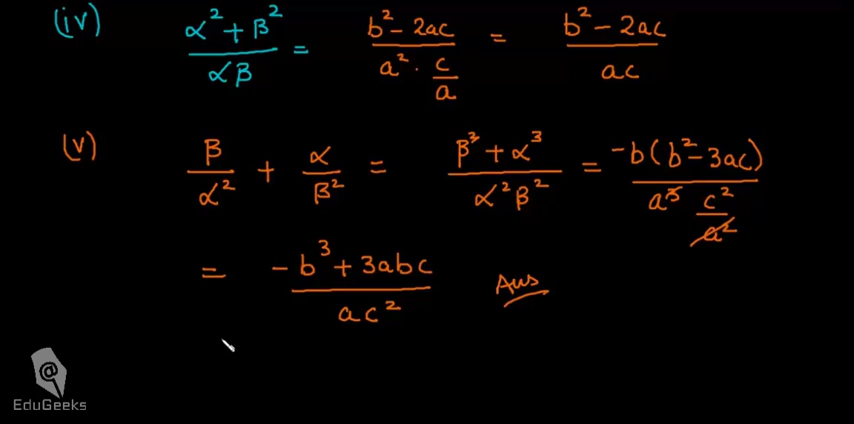 (iv) (α² + β²)/(αβ) = (b² - 2ac)/(a² · c/a) = (b² - 2ac)/(ac)
(v) β/α² + α/β² = (β³ + α³)/(α²β²) = -b(b² - 3ac)/(a³ c²/a²)
= (-b³ + 3abc)/(ac²) Ans
@
EduGeeks